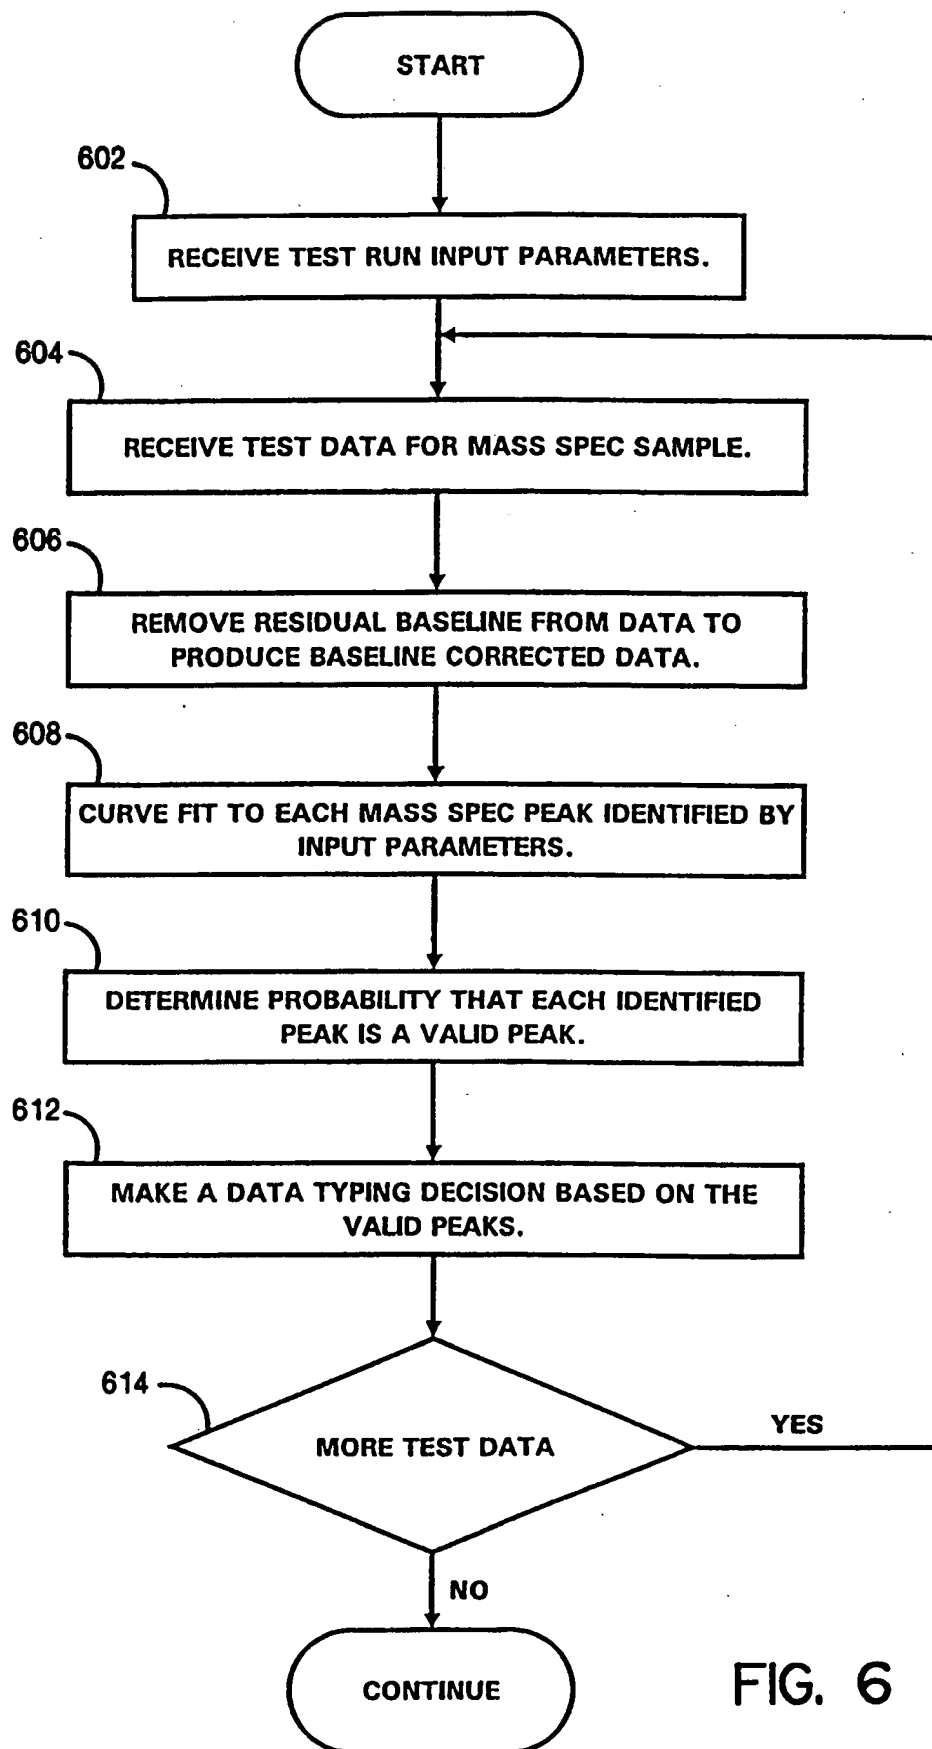 START
602
RECEIVE TEST RUN INPUT PARAMETERS.
604
RECEIVE TEST DATA FOR MASS SPEC SAMPLE.
606
REMOVE RESIDUAL BASELINE FROM DATA TO
PRODUCE BASELINE CORRECTED DATA.
608
CURVE FIT TO EACH MASS SPEC PEAK IDENTIFIED BY
INPUT PARAMETERS.
610
DETERMINE PROBABILITY THAT EACH IDENTIFIED
PEAK IS A VALID PEAK.
612
MAKE A DATA TYPING DECISION BASED ON THE
VALID PEAKS.
614
MORE TEST DATA
YES
NO
CONTINUE
FIG. 6